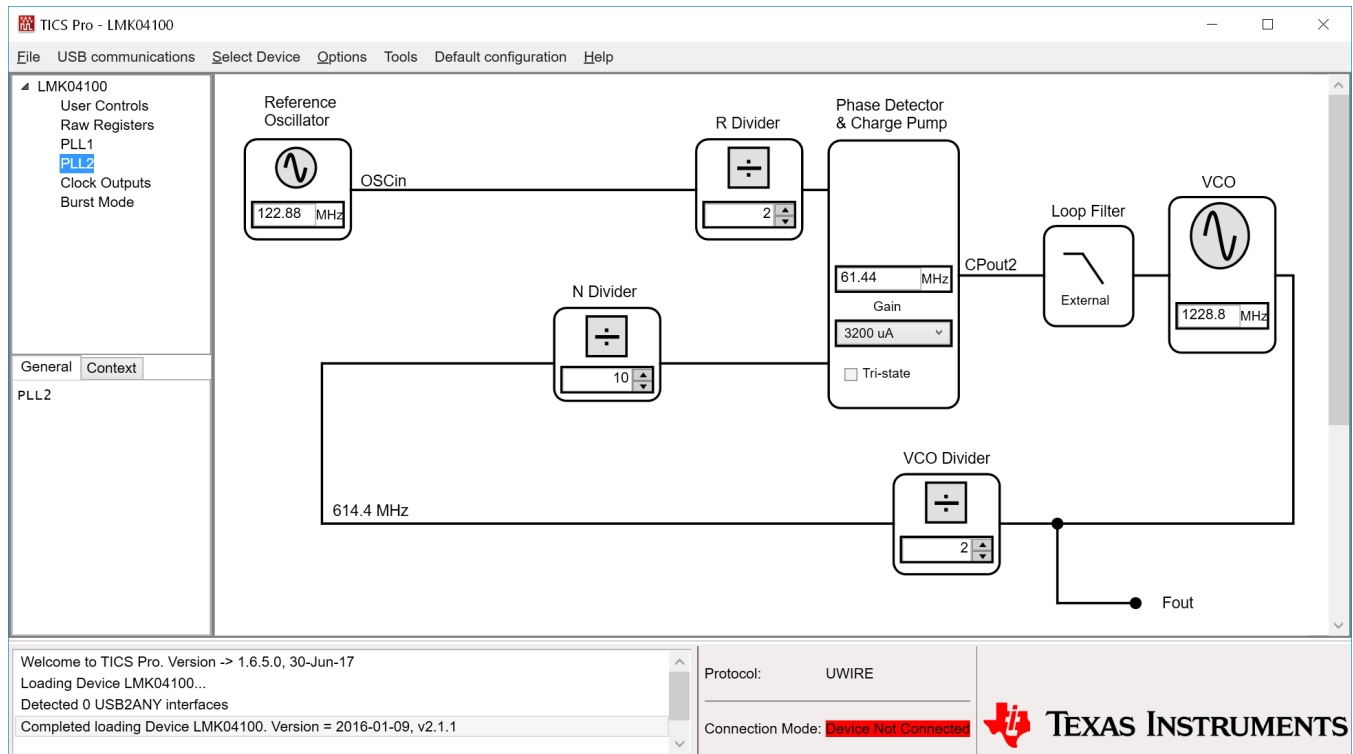 TICS Pro - LMK04100
File USB communications Select Device Options Tools Default configuration Help
LMK04100
User Controls
Raw Registers
PLL1
PLL2
Clock Outputs
Burst Mode
General Context
PLL2
Reference
Oscillator
122.88 MHz
OSCin
R Divider
2
Phase Detector
& Charge Pump
61.44 MHz
Gain
3200 uA
Tri-state
CPout2
Loop Filter
External
VCO
1228.8 MHz
N Divider
10
614.4 MHz
VCO Divider
2
Fout
Welcome to TICS Pro. Version -> 1.6.5.0, 30-Jun-17
Loading Device LMK04100...
Detected 0 USB2ANY interfaces
Completed loading Device LMK04100. Version = 2016-01-09, v2.1.1
Protocol: UWIRE
Connection Mode: Device Not Connected
TEXAS INSTRUMENTS